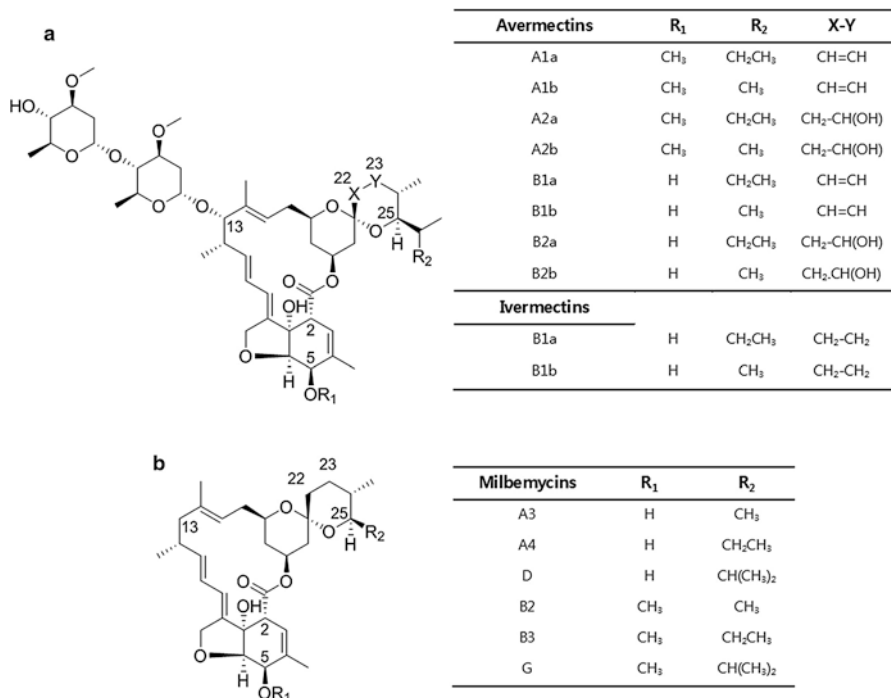 a
O
O
HO
O
O
O
O
O
13
22
23
X
Y
O
25
O
H
R2
O
O
OH
2
O
H
5
OR1
Avermectins R1 R2 X-Y
A1a CH3 CH2CH3 CH=CH
A1b CH3 CH3 CH=CH
A2a CH3 CH2CH3 CH2-CH(OH)
A2b CH3 CH3 CH2-CH(OH)
B1a H CH2CH3 CH=CH
B1b H CH3 CH=CH
B2a H CH2CH3 CH2-CH(OH)
B2b H CH3 CH2.CH(OH)
Ivermectins
B1a H CH2CH3 CH2-CH2
B1b H CH3 CH2-CH2
b
22
23
13
O
25
O
R2
H
O
O
OH
2
O
H
5
OR1
Milbemycins R1 R2
A3 H CH3
A4 H CH2CH3
D H CH(CH3)2
B2 CH3 CH3
B3 CH3 CH2CH3
G CH3 CH(CH3)2